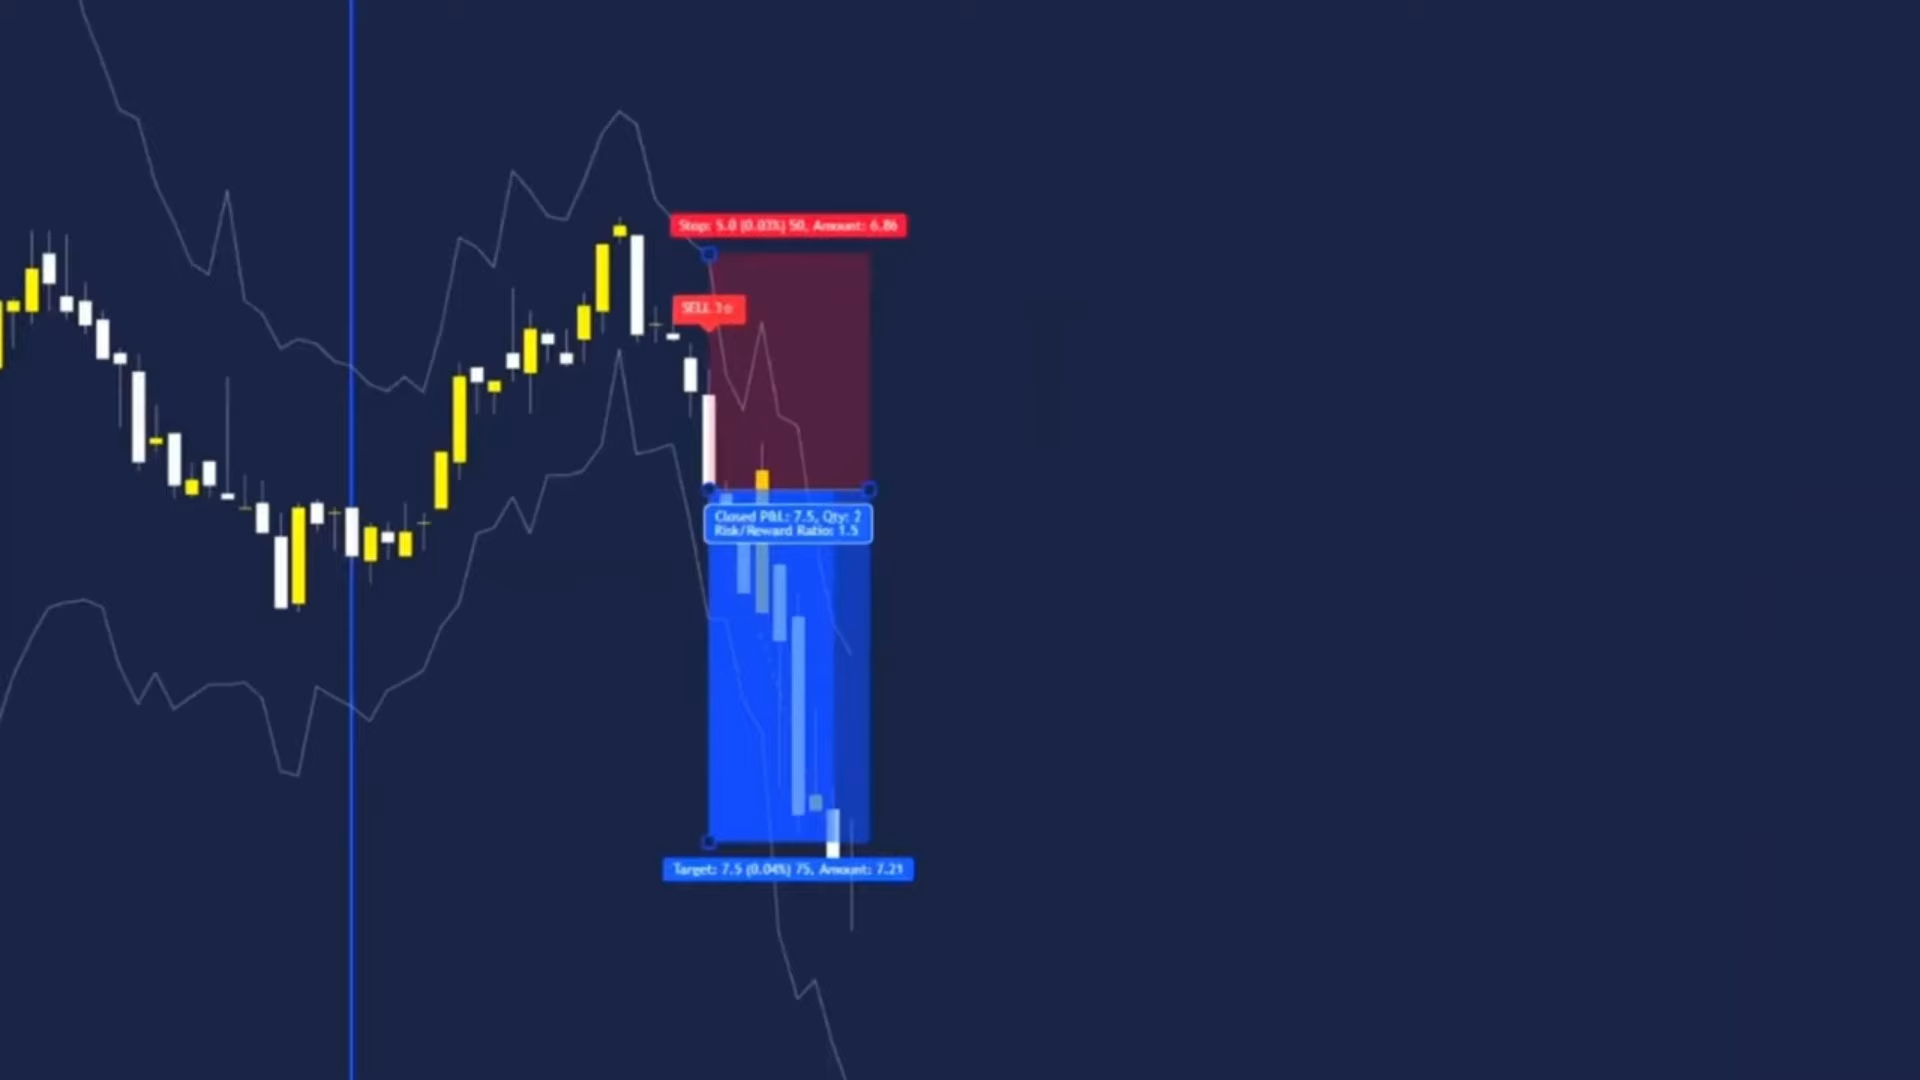 Stop: 5.0 (0.03%) 50, Amount: 6.86
SELL
Closed P&L: 7.5, Qty: 2
Risk/Reward Ratio: 1.5
Target: 7.5 (0.04%) 75, Amount: 7.21